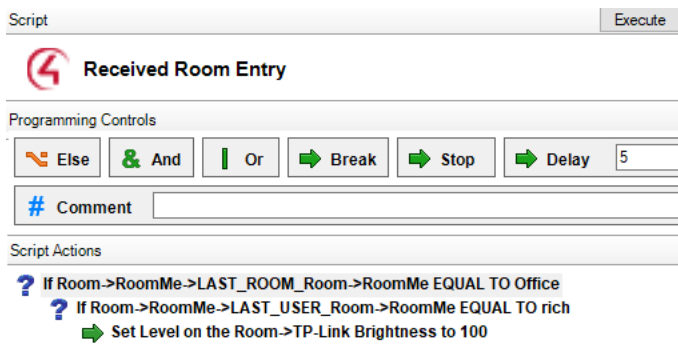 Script
Execute
Received Room Entry
Programming Controls
Else
& And
Or
Break
Stop
Delay
5
# Comment
Script Actions
? If Room->RoomMe->LAST_ROOM_Room->RoomMe EQUAL TO Office
? If Room->RoomMe->LAST_USER_Room->RoomMe EQUAL TO rich
Set Level on the Room->TP-Link Brightness to 100